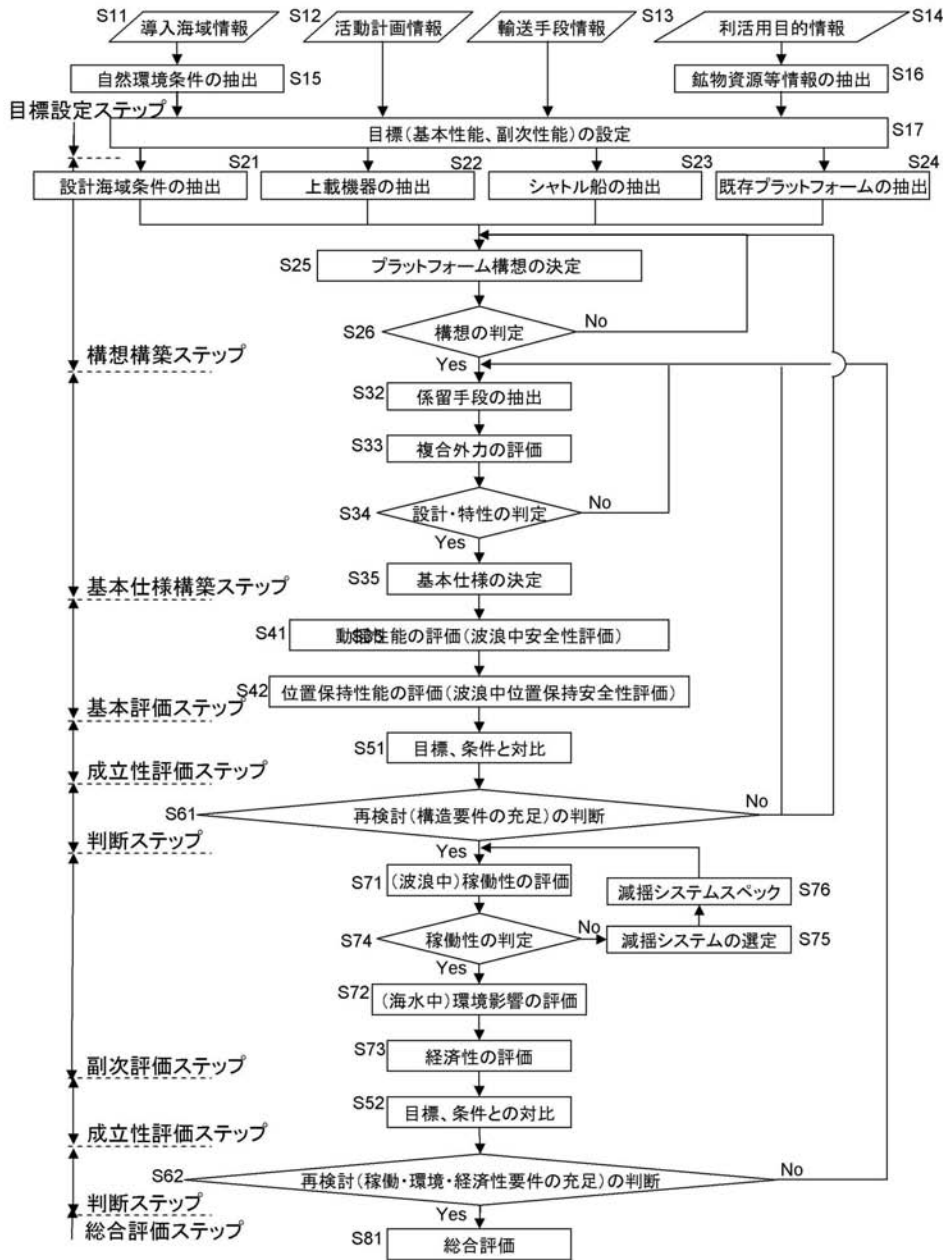 S11
導入海域情報
S12
活動計画情報
S13
輸送手段情報
S14
利活用目的情報
自然環境条件の抽出
S15
鉱物資源等情報の抽出
S16
目標設定ステップ
目標(基本性能、副次性能)の設定
S17
S21
S22
S23
S24
設計海域条件の抽出
上載機器の抽出
シャトル船の抽出
既存プラットフォームの抽出
S25
プラットフォーム構想の決定
S26
構想の判定
No
Yes
構想構築ステップ
S32
係留手段の抽出
S33
複合外力の評価
S34
設計・特性の判定
No
Yes
S35
基本仕様の決定
基本仕様構築ステップ
S41
動揺性能の評価(波浪中安全性評価)
S42
位置保持性能の評価(波浪中位置保持安全性評価)
基本評価ステップ
S51
目標、条件と対比
成立性評価ステップ
S61
再検討(構造要件の充足)の判断
No
Yes
判断ステップ
S71
(波浪中)稼働性の評価
減揺システムスペック
S76
S74
稼働性の判定
No
減揺システムの選定
S75
Yes
S72
(海水中)環境影響の評価
S73
経済性の評価
副次評価ステップ
S52
目標、条件との対比
成立性評価ステップ
S62
再検討(稼働・環境・経済性要件の充足)の判断
No
判断ステップ
Yes
総合評価ステップ
S81
総合評価